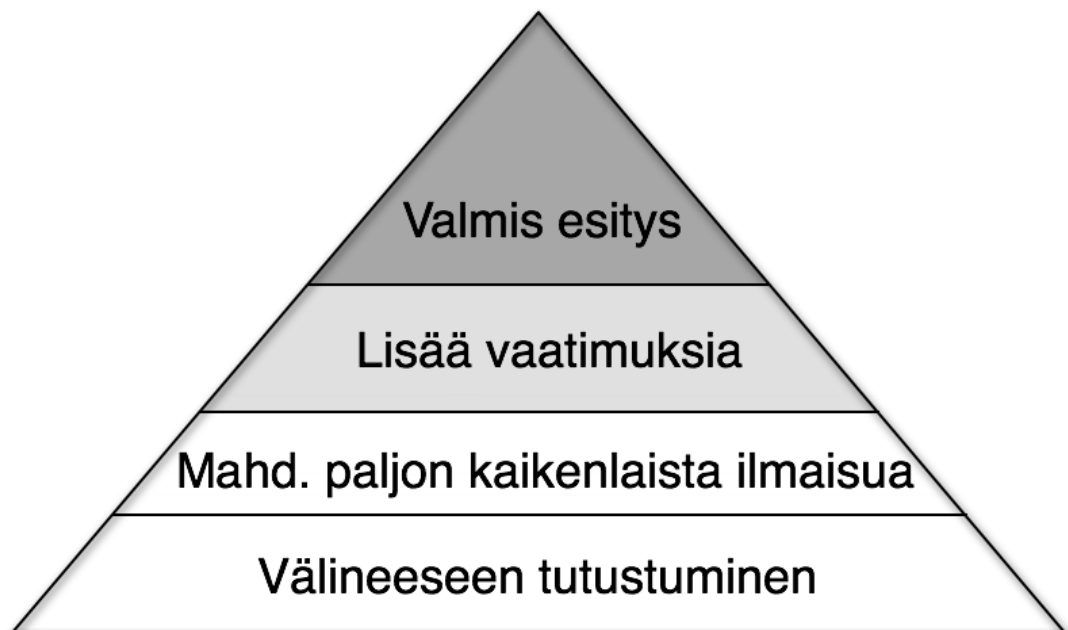 Valmis esitys
Lisää vaatimuksia
Mahd. paljon kaikenlaista ilmaisua
Välineeseen tutustuminen